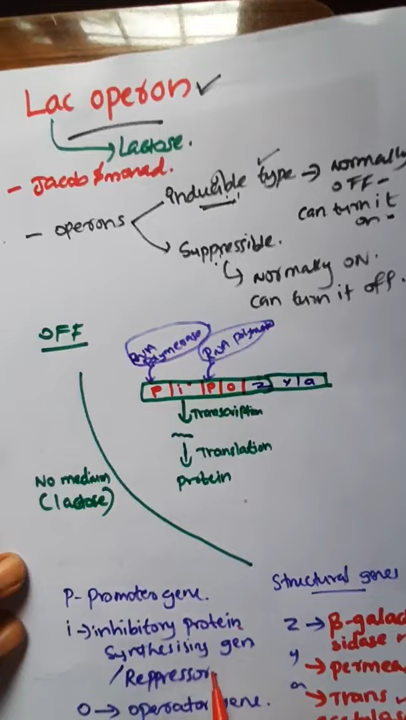 Lac operon ✓
Lactose.
- Jacob & monad.
- operons
Inducible type → normally
OFF -
can turn it
on -
Suppressible.
↳ normally ON.
can turn it off.
OFF
RNA polymerase
P i P O Z y a
Transcription
Translation
protein
No medium
(lactose)
P - Promoter gene.
i → inhibitory protein
synthesising gen
/Repressor
O → operator gene.
Structural genes
Z → β-galac
sidase
y → permea
a → Trans